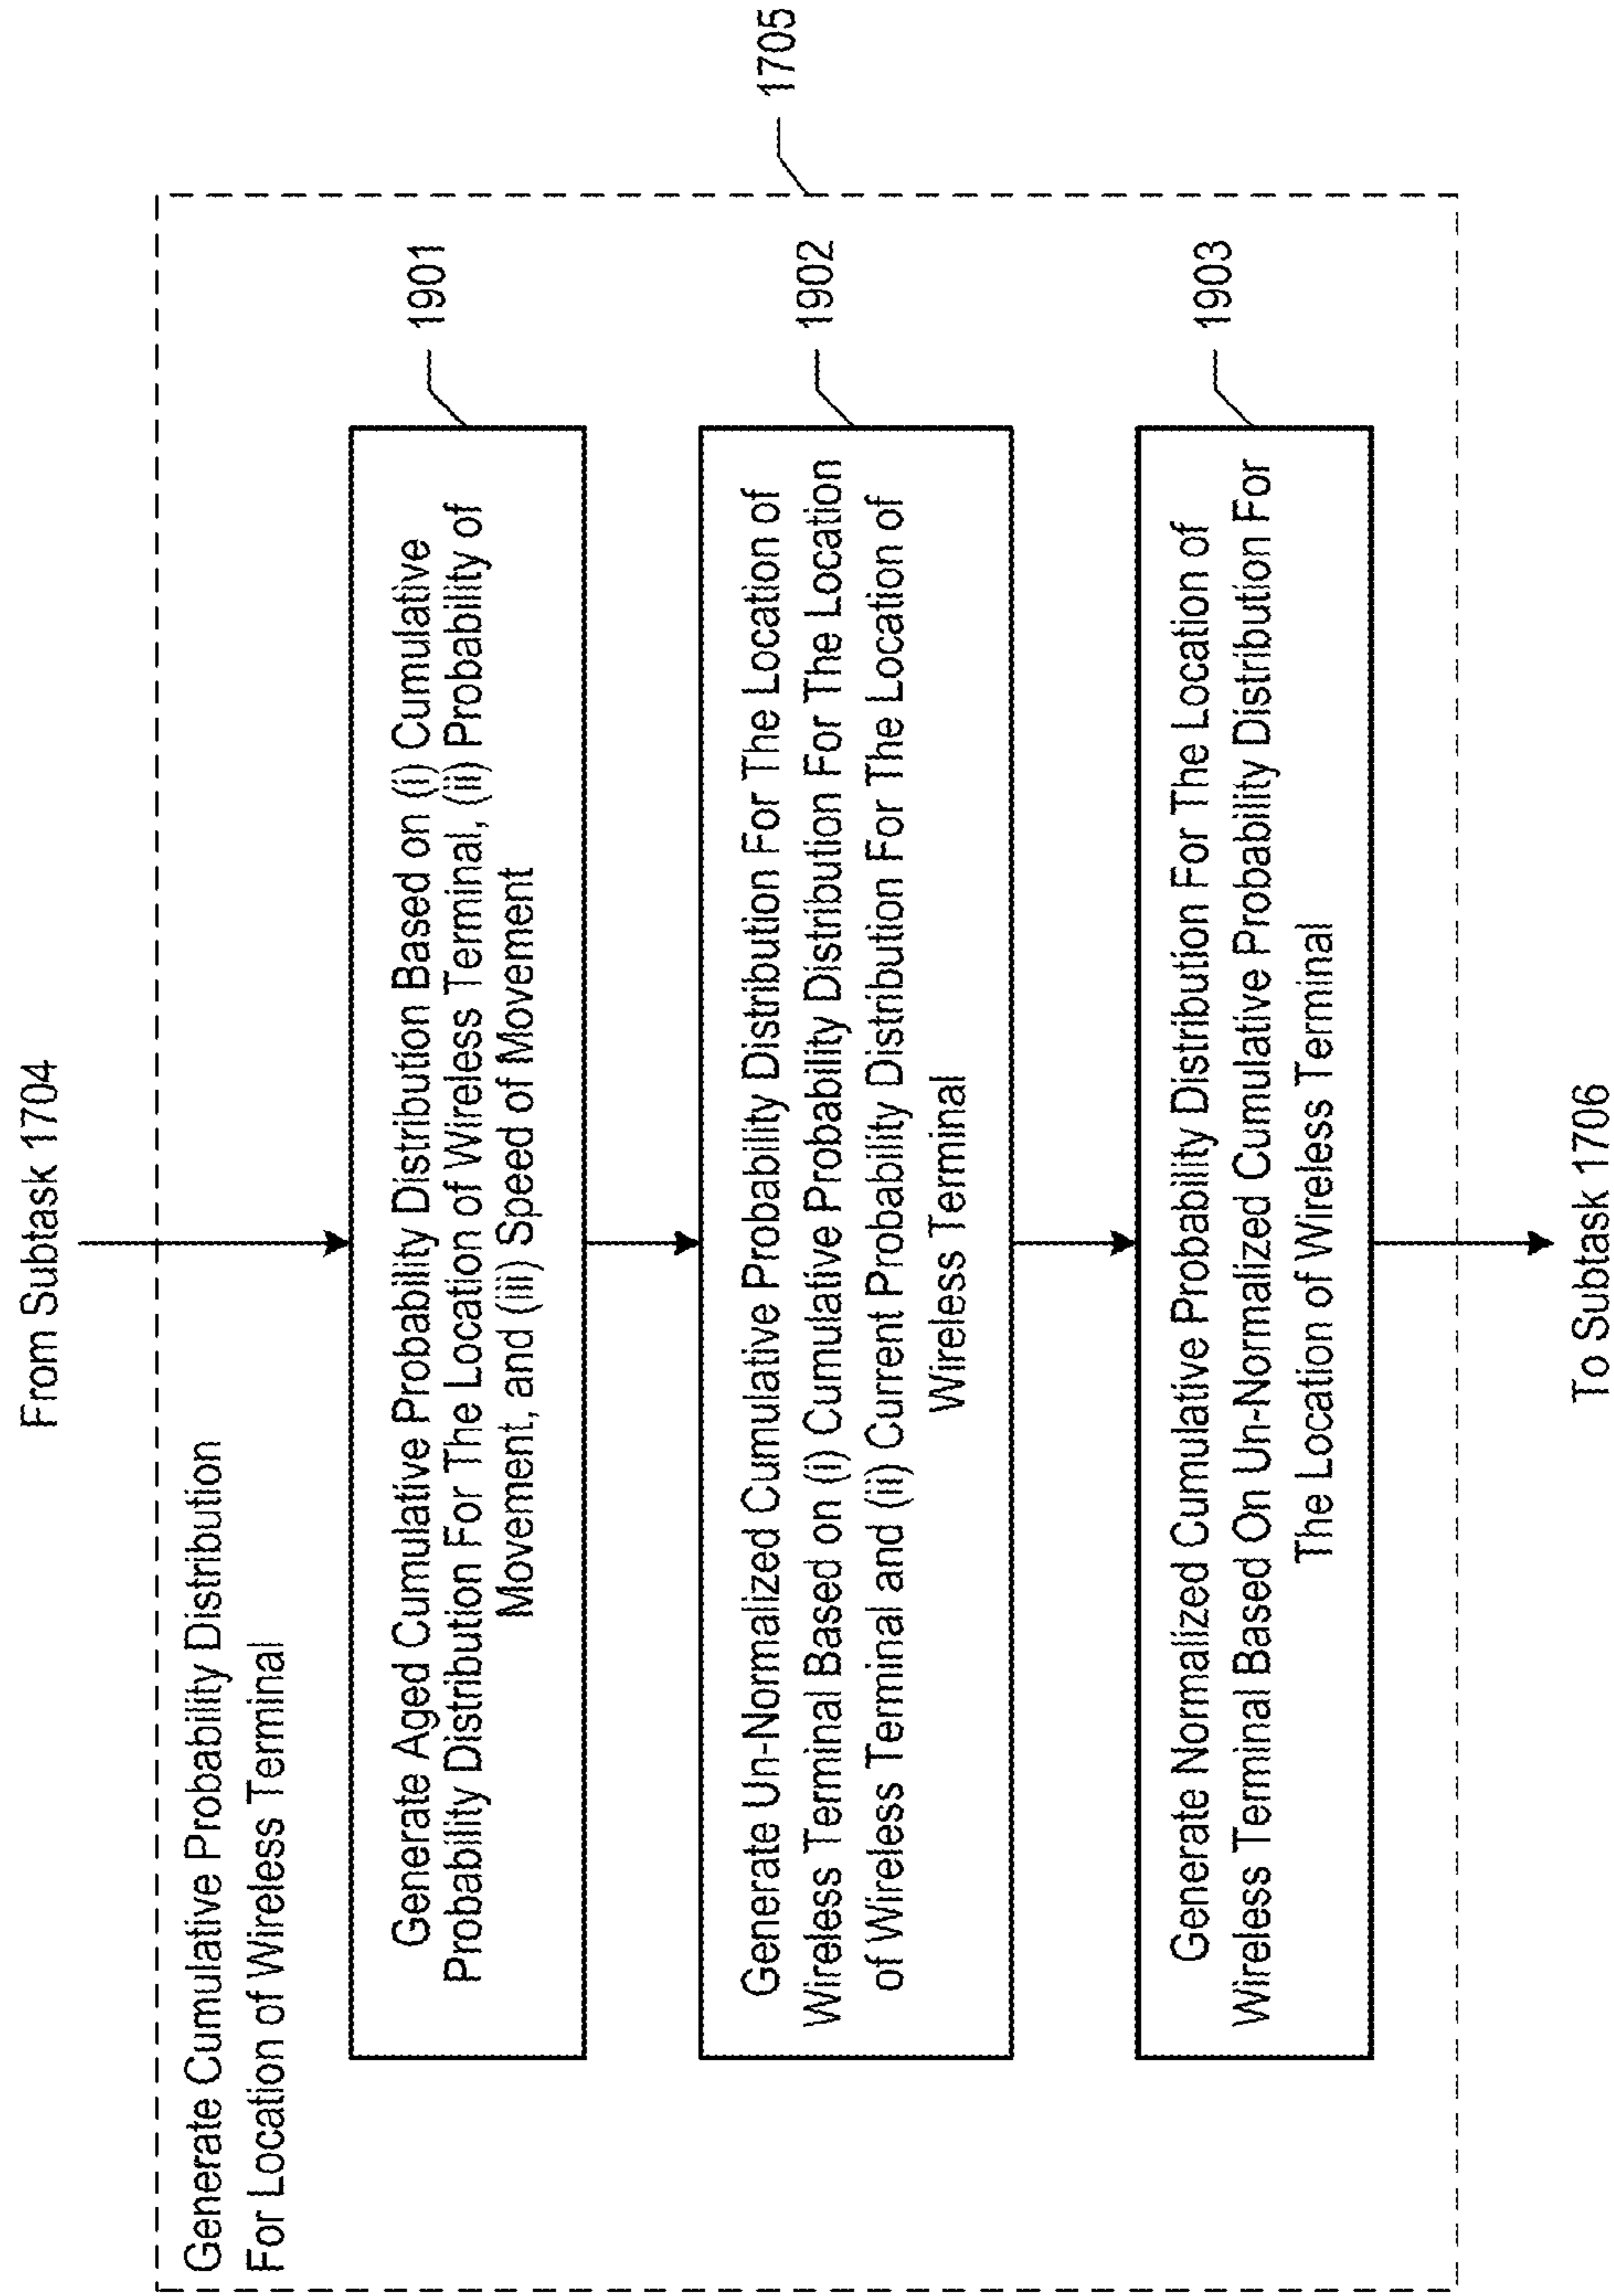 From Subtask 1704
Generate Cumulative Probability Distribution
For Location of Wireless Terminal
1705
Generate Aged Cumulative Probability Distribution Based on (i) Cumulative
Probability Distribution For The Location of Wireless Terminal, (ii) Probability of
Movement, and (iii) Speed of Movement
1901
Generate Un-Normalized Cumulative Probability Distribution For The Location of
Wireless Terminal Based on (i) Cumulative Probability Distribution For The Location
of Wireless Terminal and (ii) Current Probability Distribution For The Location of
Wireless Terminal
1902
Generate Normalized Cumulative Probability Distribution For The Location of
Wireless Terminal Based On Un-Normalized Cumulative Probability Distribution For
The Location of Wireless Terminal
1903
To Subtask 1706